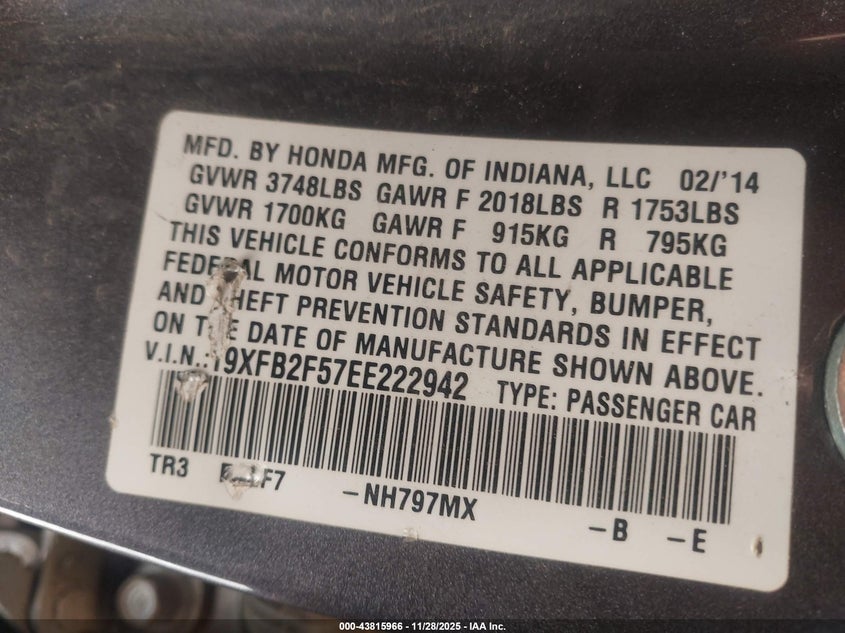 MFD. BY HONDA MFG. OF INDIANA, LLC 02/'14
GVWR 3748LBS GAWR F 2018LBS R 1753LBS
GVWR 1700KG GAWR F 915KG R 795KG
THIS VEHICLE CONFORMS TO ALL APPLICABLE
FEDERAL MOTOR VEHICLE SAFETY, BUMPER,
AND THEFT PREVENTION STANDARDS IN EFFECT
ON THE DATE OF MANUFACTURE SHOWN ABOVE.
V.I.N.: 19XFB2F57EE222942 TYPE: PASSENGER CAR
TR3 -NH797MX -B -E
000-43815966 | 11/28/2025 - IAA Inc.